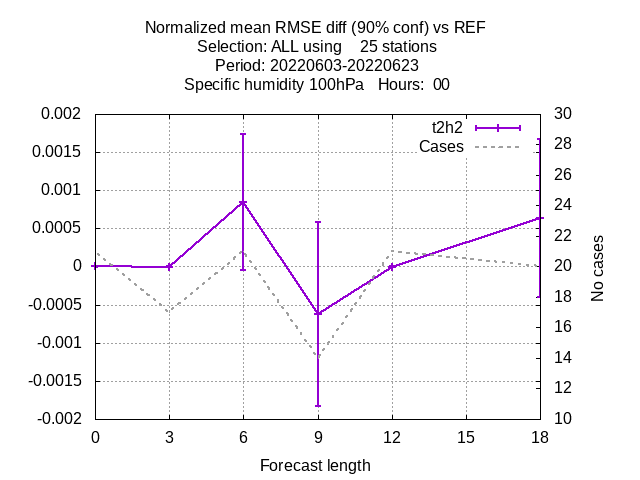 Normalized mean RMSE diff (90% conf) vs REF
Selection: ALL using    25 stations
Period: 20220603-20220623
Specific humidity 100hPa   Hours:  00
t2h2
Cases
0.002
0.0015
0.001
0.0005
0
-0.0005
-0.001
-0.0015
-0.002
30
28
26
24
22
20
18
16
14
12
10
No cases
0 3 6 9 12 15 18
Forecast length